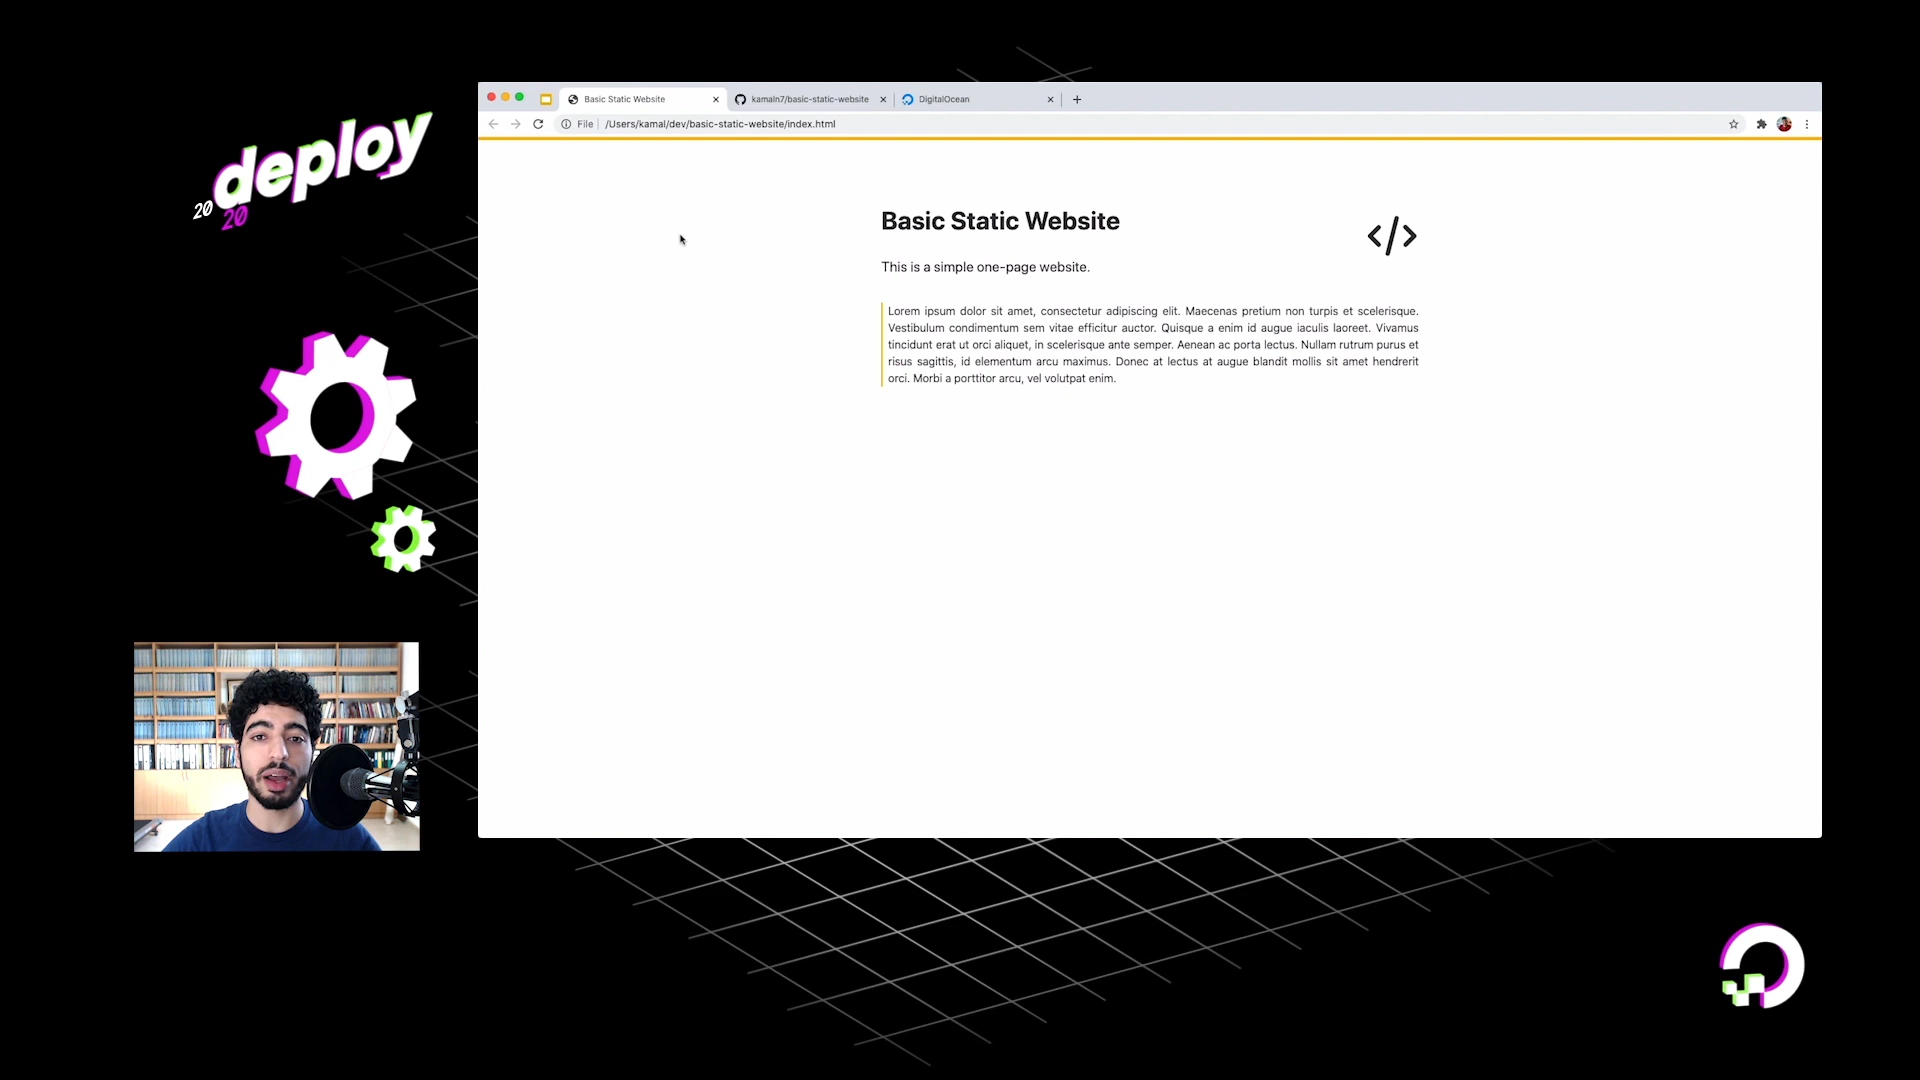 deploy
20
20
Basic Static Website
kamaln7/basic-static-website
DigitalOcean
File
/Users/kamal/dev/basic-static-website/index.html
Basic Static Website
</>
This is a simple one-page website.
Lorem ipsum dolor sit amet, consectetur adipiscing elit. Maecenas pretium non turpis et scelerisque.
Vestibulum condimentum sem vitae efficitur auctor. Quisque a enim id augue iaculis laoreet. Vivamus
tincidunt erat ut orci aliquet, in scelerisque ante semper. Aenean ac porta lectus. Nullam rutrum purus et
risus sagittis, id elementum arcu maximus. Donec at lectus at augue blandit mollis sit amet hendrerit
orci. Morbi a porttitor arcu, vel volutpat enim.